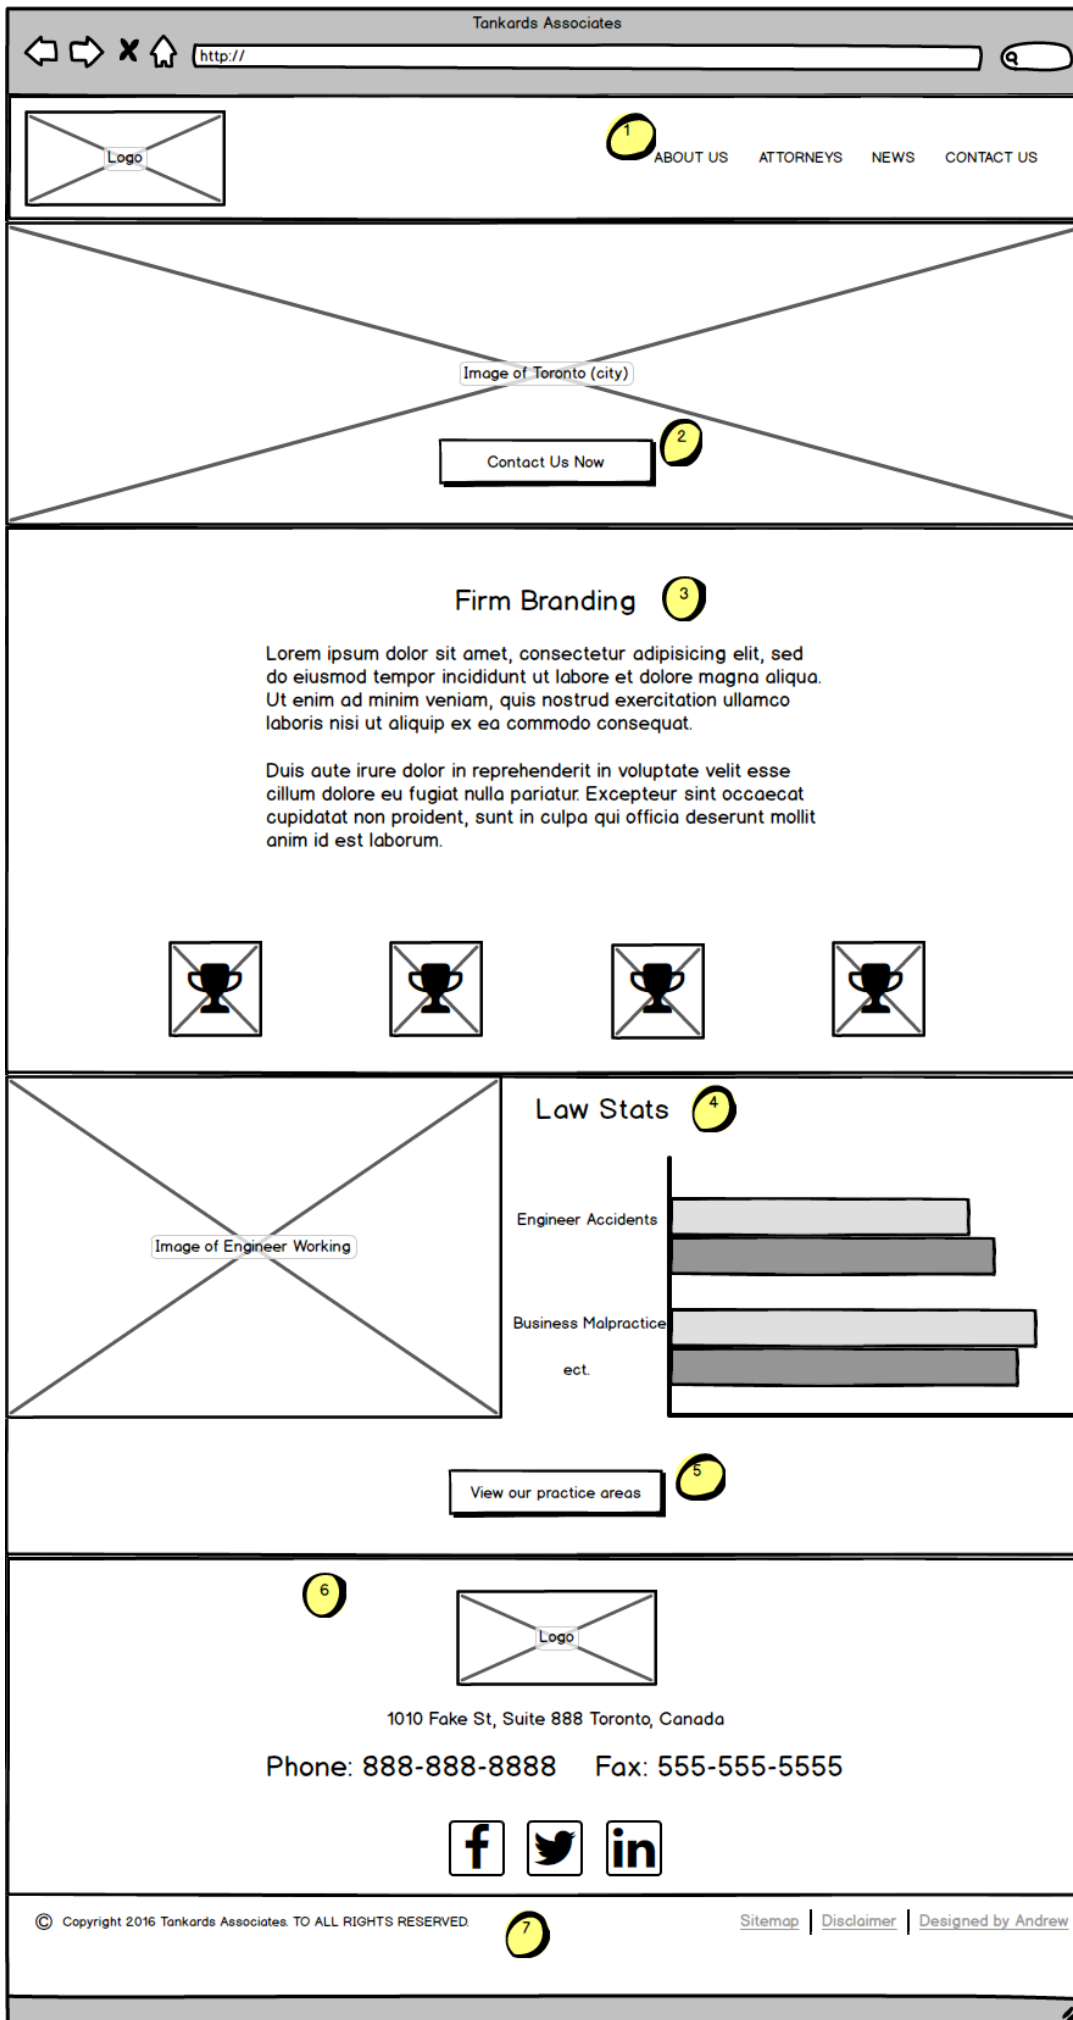 Tankards Associates
http://
Logo
1
ABOUT US ATTORNEYS NEWS CONTACT US
Image of Toronto (city)
Contact Us Now
2
Firm Branding
3
Lorem ipsum dolor sit amet, consectetur adipisicing elit, sed
do eiusmod tempor incididunt ut labore et dolore magna aliqua.
Ut enim ad minim veniam, quis nostrud exercitation ullamco
laboris nisi ut aliquip ex ea commodo consequat.
Duis aute irure dolor in reprehenderit in voluptate velit esse
cillum dolore eu fugiat nulla pariatur. Excepteur sint occaecat
cupidatat non proident, sunt in culpa qui officia deserunt mollit
anim id est laborum.
Image of Engineer Working
Law Stats
4
Engineer Accidents
Business Malpractice
ect.
View our practice areas
5
6
Logo
1010 Fake St, Suite 888 Toronto, Canada
Phone: 888-888-8888 Fax: 555-555-5555
f in
© Copyright 2016 Tankards Associates. TO ALL RIGHTS RESERVED.
7
Sitemap | Disclaimer | Designed by Andrew